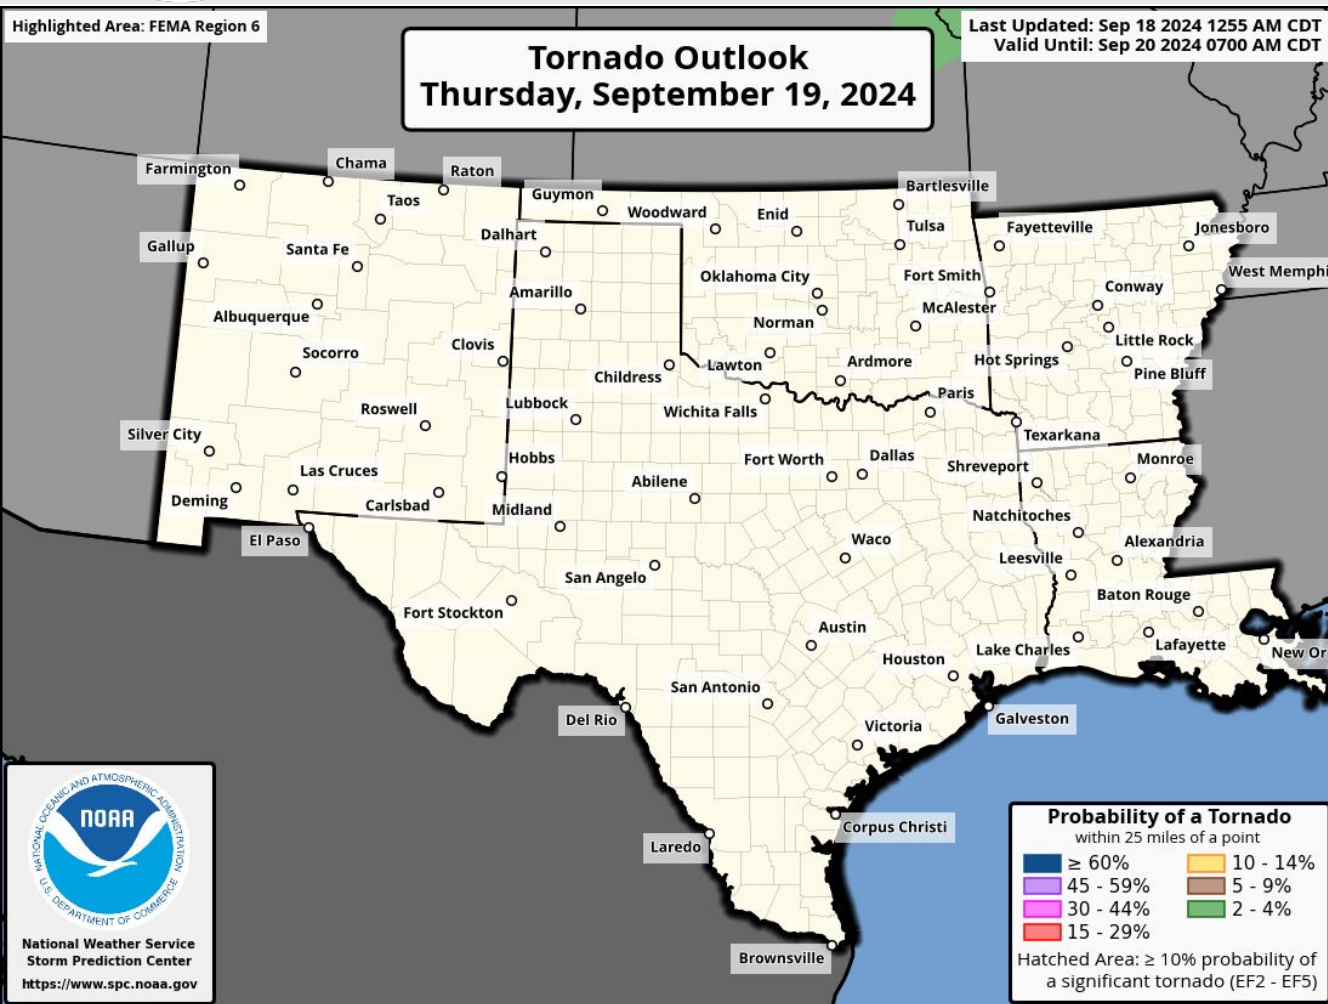 Highlighted Area: FEMA Region 6
Last Updated: Sep 18 2024 1255 AM CDT
Valid Until: Sep 20 2024 0700 AM CDT
Tornado Outlook
Thursday, September 19, 2024
Farmington
Chama
Raton
Taos
Guymon
Woodward
Enid
Bartlesville
Tulsa
Fayetteville
Jonesboro
Gallup
Santa Fe
Dalhart
Oklahoma City
Fort Smith
West Memphi
Albuquerque
Amarillo
Norman
McAlester
Conway
Little Rock
Socorro
Clovis
Childress
Lawton
Ardmore
Hot Springs
Pine Bluff
Roswell
Lubbock
Wichita Falls
Paris
Texarkana
Silver City
Las Cruces
Hobbs
Abilene
Fort Worth
Dallas
Shreveport
Monroe
Deming
Carlsbad
Midland
Natchitoches
El Paso
Waco
Leesville
Alexandria
San Angelo
Fort Stockton
Baton Rouge
Austin
Houston
Lake Charles
Lafayette
New Or
San Antonio
Del Rio
Victoria
Galveston
Laredo
Corpus Christi
Brownsville
NATIONAL OCEANIC AND ATMOSPHERIC ADMINISTRATION
NOAA
U.S. DEPARTMENT OF COMMERCE
National Weather Service
Storm Prediction Center
https://www.spc.noaa.gov
Probability of a Tornado
within 25 miles of a point
≥ 60%
45 - 59%
30 - 44%
15 - 29%
10 - 14%
5 - 9%
2 - 4%
Hatched Area: ≥ 10% probability of
a significant tornado (EF2 - EF5)